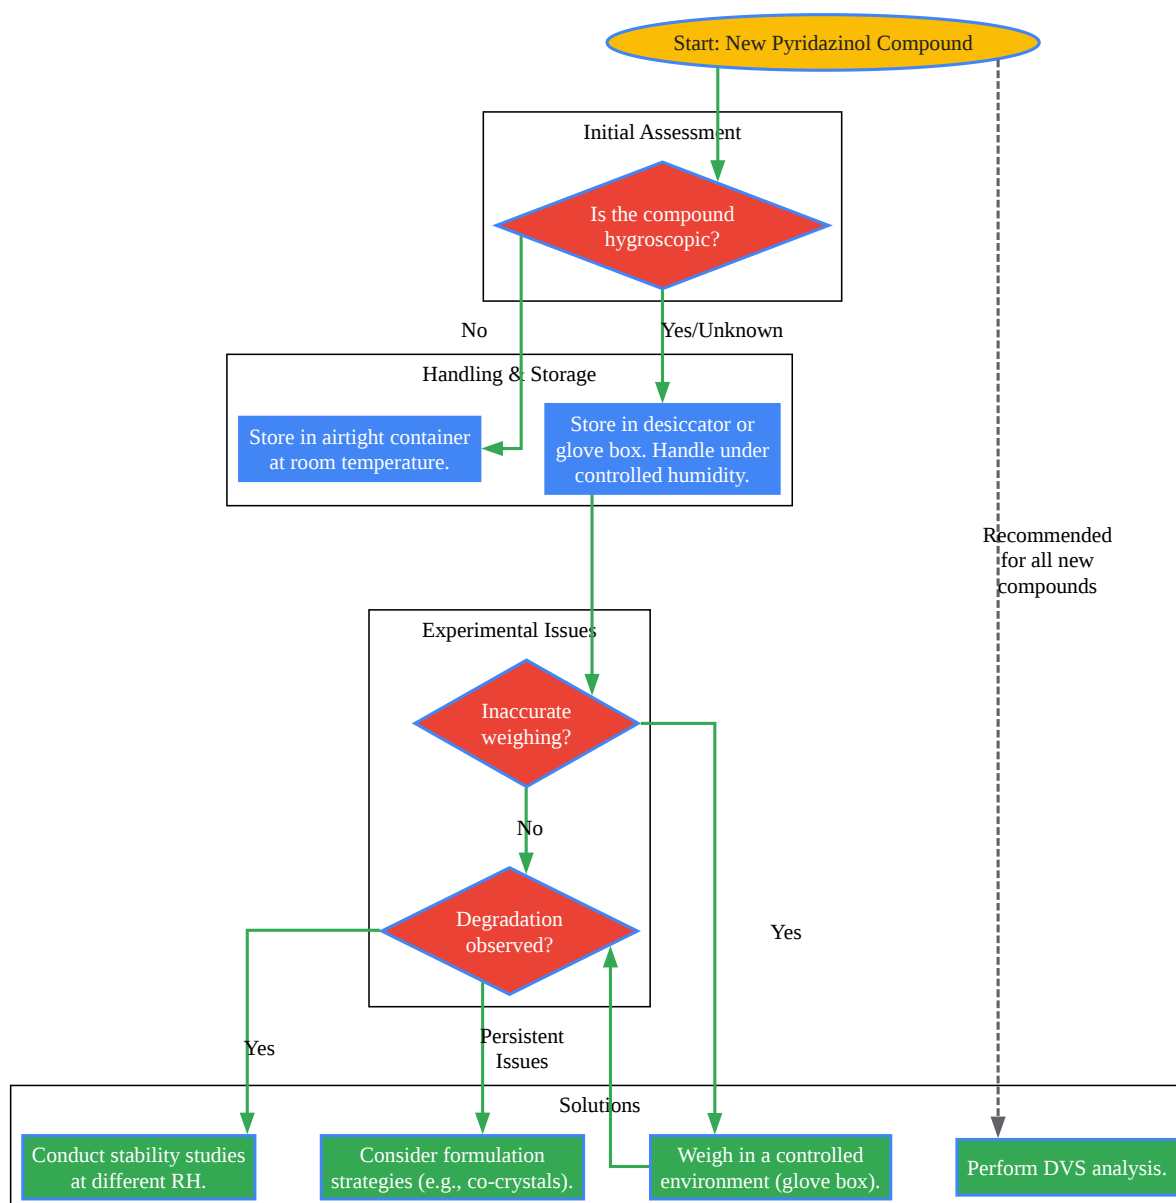 Start: New Pyridazinol Compound
Initial Assessment
Is the compound
hygroscopic?
No
Yes/Unknown
Handling & Storage
Store in airtight container
at room temperature.
Store in desiccator or
glove box. Handle under
controlled humidity.
Recommended
for all new
compounds
Experimental Issues
Inaccurate
weighing?
No
Degradation
observed?
Yes
Yes
Persistent
Issues
Solutions
Conduct stability studies
at different RH.
Consider formulation
strategies (e.g., co-crystals).
Weigh in a controlled
environment (glove box).
Perform DVS analysis.